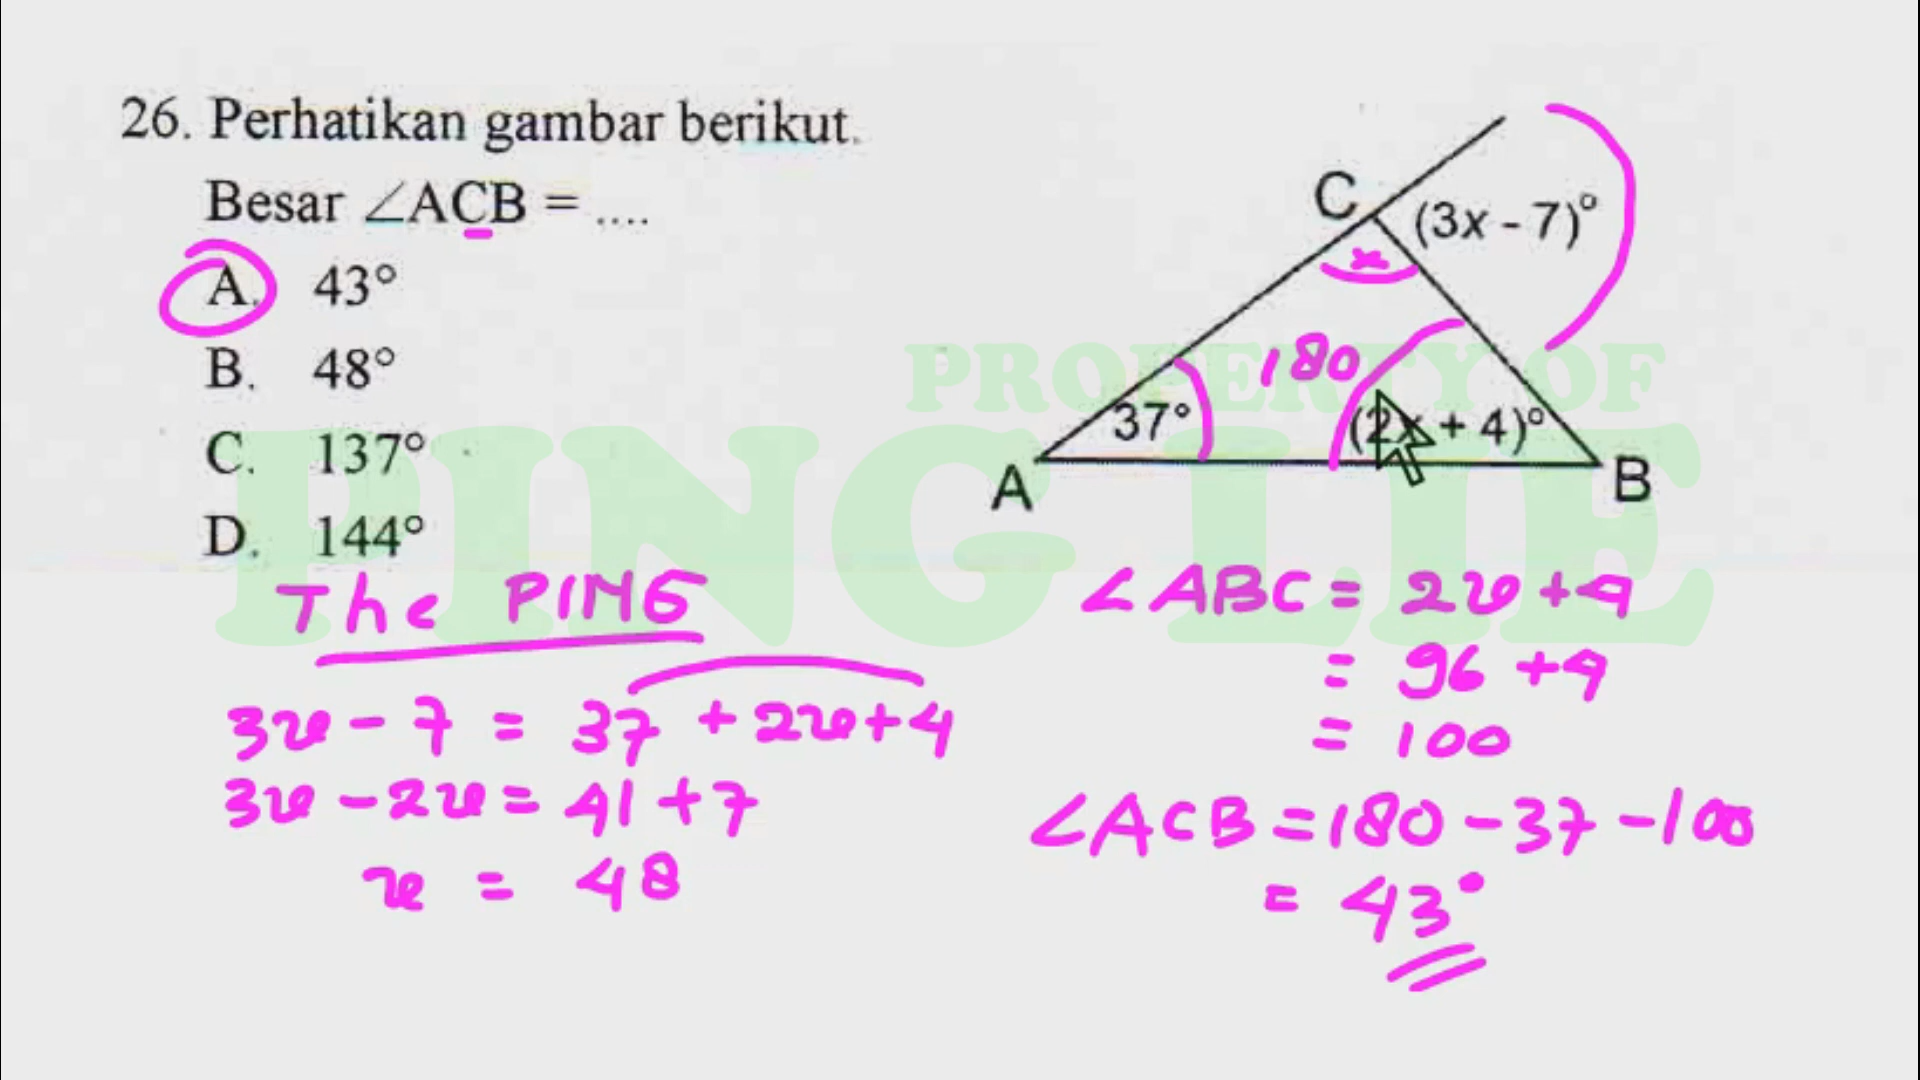 26. Perhatikan gambar berikut.
Besar ∠ACB = ....
A. 43°
B. 48°
C. 137°
D. 144°
C
(3x - 7)°
x
180
37°
(2x + 4)°
A
B
PROPERTY OF
PING LIE
The PING
3x - 7 = 37 + 2x + 4
3x - 2x = 41 + 7
x = 48
∠ABC = 2x + 4
= 96 + 4
= 100
∠ACB = 180 - 37 - 100
= 43°